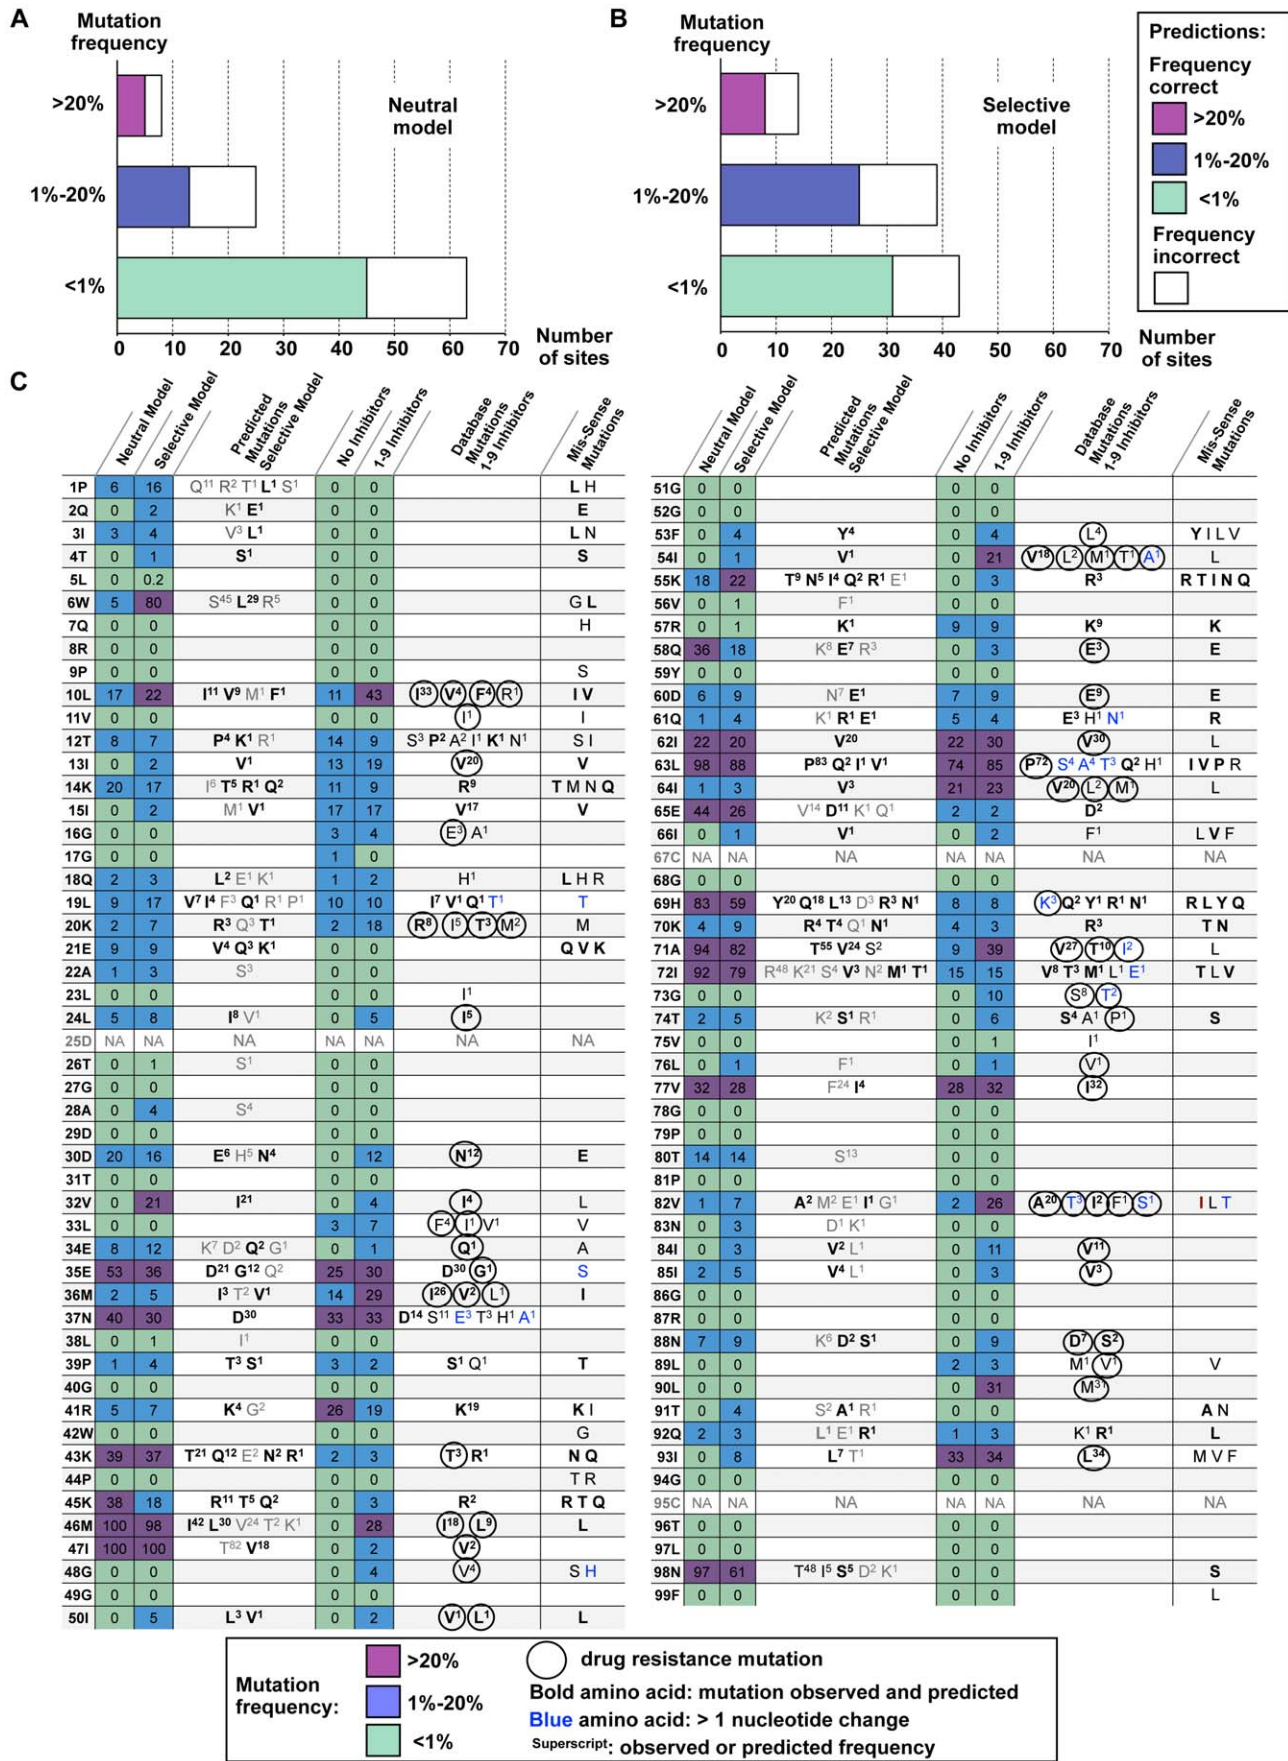 A
Mutation
frequency
>20%
1%-20%
<1%
Neutral
model
0 10 20 30 40 50 60 70
Number
of sites
B
Mutation
frequency
>20%
1%-20%
<1%
Selective
model
0 10 20 30 40 50 60 70
Number
of sites
Predictions:
Frequency
correct
>20%
1%-20%
<1%
Frequency
incorrect
C
Neutral Model
Selective Model
Predicted
Mutations
Selective Model
No Inhibitors
1-9 Inhibitors
Database
Mutations
1-9 Inhibitors
Mis-Sense
Mutations
1P 6 16 Q11 R2 T1 L1 S1 0 0 L H
2Q 0 2 K1 E1 0 0 E
3I 3 4 V3 L1 0 0 L N
4T 0 1 S1 0 0 S
5L 0 0.2 0 0
6W 5 80 S45 L29 R5 0 0 G L
7Q 0 0 0 0 H
8R 0 0 0 0
9P 0 0 0 0 S
10L 17 22 I11 V9 M1 F1 11 43 I33 V4 F4 R1 I V
11V 0 0 0 0 I1 I
12T 8 7 P4 K1 R1 14 9 S3 P2 A2 I1 K1 N1 S I
13I 0 2 V1 13 19 V20 V
14K 20 17 I6 T5 R1 Q2 11 9 R9 T M N Q
15I 0 2 M1 V1 17 17 V17 V
16G 0 0 3 4 E3 A1
17G 0 0 1 0
18Q 2 3 L2 E1 K1 1 2 H1 L H R
19L 9 17 V7 I4 F3 Q1 R1 P1 10 10 I7 V1 Q1 T1 T
20K 2 7 R3 Q3 T1 2 18 R8 I5 T3 M2 M
21E 9 9 V4 Q3 K1 0 0 Q V K
22A 1 3 S3 0 0
23L 0 0 0 0 I1
24L 5 8 I8 V1 0 5 I5
25D NA NA NA NA NA NA NA
26T 0 1 S1 0 0
27G 0 0 0 0
28A 0 4 S4 0 0
29D 0 0 0 0
30D 20 16 E6 H5 N4 0 12 N12 E
31T 0 0 0 0
32V 0 21 I21 0 4 I4 L
33L 0 0 3 7 F4 I1 V1 V
34E 8 12 K7 D2 Q2 G1 0 1 Q1 A
35E 53 36 D21 G12 Q2 25 30 D30 G1 S
36M 2 5 I3 T2 V1 14 29 I26 V2 L1 I
37N 40 30 D30 33 33 D14 S11 E3 T3 H1 A1
38L 0 1 I1 0 0
39P 1 4 T3 S1 3 2 S1 Q1 T
40G 0 0 0 0
41R 5 7 K4 G2 26 19 K19 K I
42W 0 0 0 0 G
43K 39 37 T21 Q12 E2 N2 R1 2 3 T3 R1 N Q
44P 0 0 0 0 T R
45K 38 18 R11 T5 Q2 0 3 R2 R T Q
46M 100 98 I42 L30 V24 T2 K1 0 28 I18 L9 L
47I 100 100 T82 V18 0 2 V2
48G 0 0 0 4 V4 S H
49G 0 0 0 0
50I 0 5 L3 V1 0 2 V1 L1 L
Neutral Model
Selective Model
Predicted
Mutations
Selective Model
No Inhibitors
1-9 Inhibitors
Database
Mutations
1-9 Inhibitors
Mis-Sense
Mutations
51G 0 0 0 0
52G 0 0 0 0
53F 0 4 Y4 0 4 L4 Y I L V
54I 0 1 V1 0 21 V18 L2 M1 T1 A1 L
55K 18 22 T9 N5 I4 Q2 R1 E1 0 3 R3 R T I N Q
56V 0 1 F1 0 0
57R 0 1 K1 9 9 K9 K
58Q 36 18 K8 E7 R3 0 3 E3 E
59Y 0 0 0 0
60D 6 9 N7 E1 7 9 E9 E
61Q 1 4 K1 R1 E1 5 4 E3 H1 N1 R
62I 22 20 V20 22 30 V30 L
63L 98 88 P83 Q2 I1 V1 74 85 P72 S4 A4 T3 Q2 H1 I V P R
64I 1 3 V3 21 23 V20 L2 M1 L
65E 44 26 V14 D11 K1 Q1 2 2 D2
66I 0 1 V1 0 2 F1 L V F
67C NA NA NA NA NA NA NA
68G 0 0 0 0
69H 83 59 Y20 Q18 L13 D3 R3 N1 8 8 K3 Q2 Y1 R1 N1 R L Y Q
70K 4 9 R4 T4 Q1 N1 4 3 R3 T N
71A 94 82 T55 V24 S2 9 39 V27 T10 I2 L
72I 92 79 R48 K21 S4 V3 N2 M1 T1 15 15 V8 T3 M1 L1 E1 T L V
73G 0 0 0 10 S8 T2
74T 2 5 K2 S1 R1 0 6 S4 A1 P1 S
75V 0 0 0 1 I1
76L 0 1 F1 0 1 V1
77V 32 28 F24 I4 28 32 I32
78G 0 0 0 0
79P 0 0 0 0
80T 14 14 S13 0 0
81P 0 0 0 0
82V 1 7 A2 M2 E1 I1 G1 2 26 A20 T3 I2 F1 S1 I L T
83N 0 3 D1 K1 0 0
84I 0 3 V2 L1 0 11 V11
85I 2 5 V4 L1 0 3 V3
86G 0 0 0 0
87R 0 0 0 0
88N 7 9 K6 D2 S1 0 9 D7 S2
89L 0 0 2 3 M1 V1 V
90L 0 0 0 31 M31
91T 0 4 S2 A1 R1 0 0 A N
92Q 2 3 L1 E1 R1 1 3 K1 R1 L
93I 0 8 L7 T1 33 34 L34 M V F
94G 0 0 0 0
95C NA NA NA NA NA NA NA
96T 0 0 0 0
97L 0 0 0 0
98N 97 61 T48 I5 S5 D2 K1 0 0 S
99F 0 0 0 0 L
Mutation
frequency:
>20%
1%-20%
<1%
drug resistance mutation
Bold amino acid: mutation observed and predicted
Blue amino acid: > 1 nucleotide change
Superscript: observed or predicted frequency